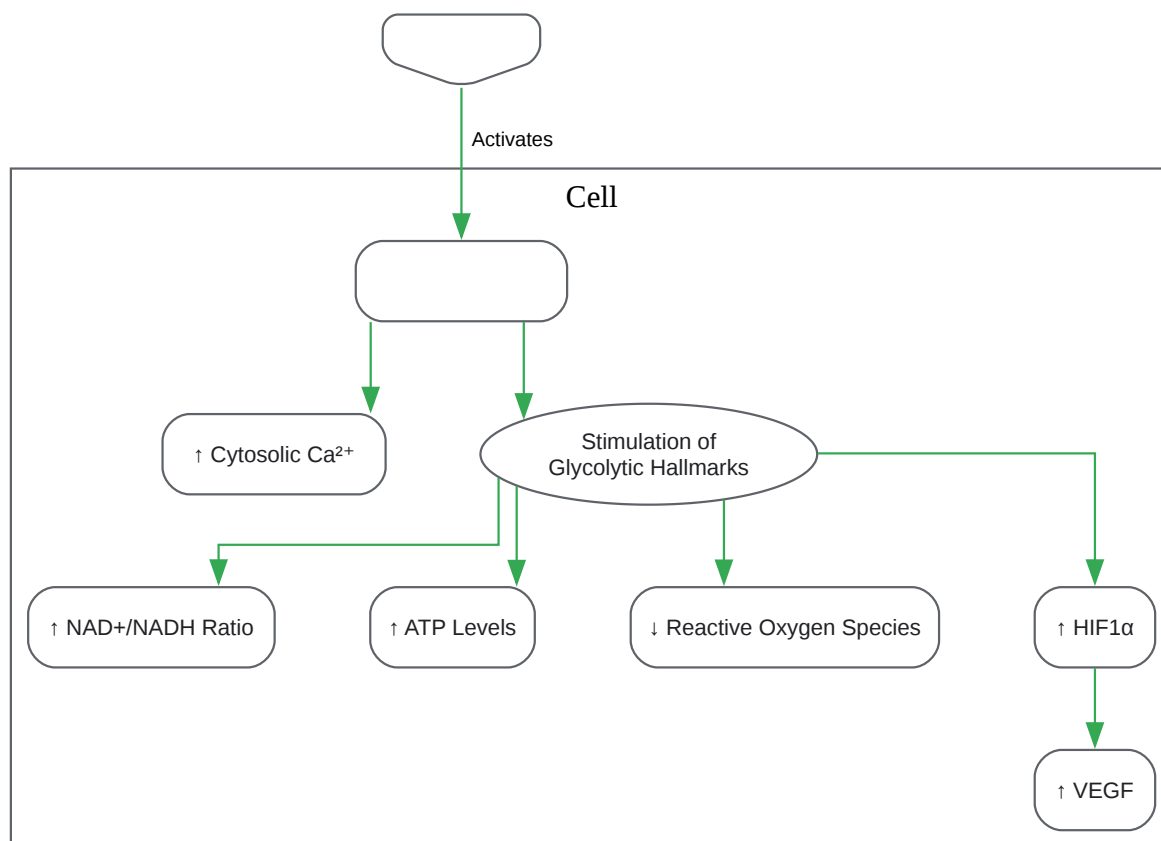 Activates
Cell
↑ Cytosolic Ca²⁺
Stimulation of
Glycolytic Hallmarks
↑ NAD+/NADH Ratio
↑ ATP Levels
↓ Reactive Oxygen Species
↑ HIF1α
↑ VEGF